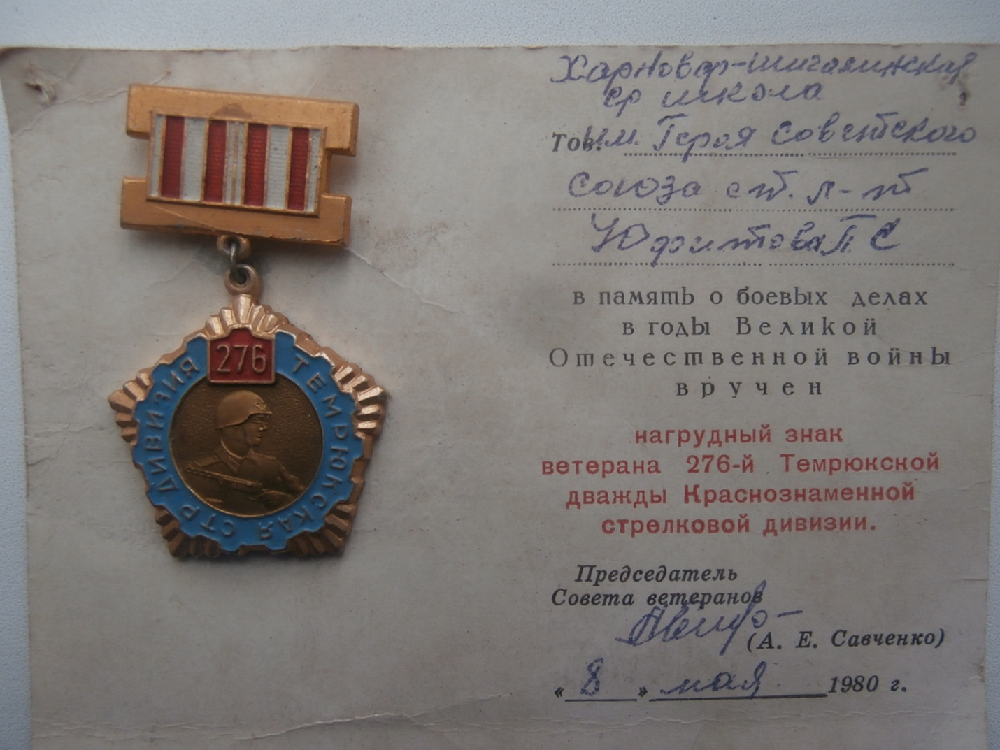 276
ТЕМРЮКСКАЯ СТР ДИВИЗИЯ
Харновар-Шигалинская
ср школа
Тов. им. Героя Советского
Союза ст. л-т
Юфитова П С
в память о боевых делах
в годы Великой
Отечественной войны
вручен
нагрудный знак
ветерана 276-й Темрюкской
дважды Краснознаменной
стрелковой дивизии.
Председатель
Совета ветеранов
(А. Е. Савченко)
«8» мая 1980 г.